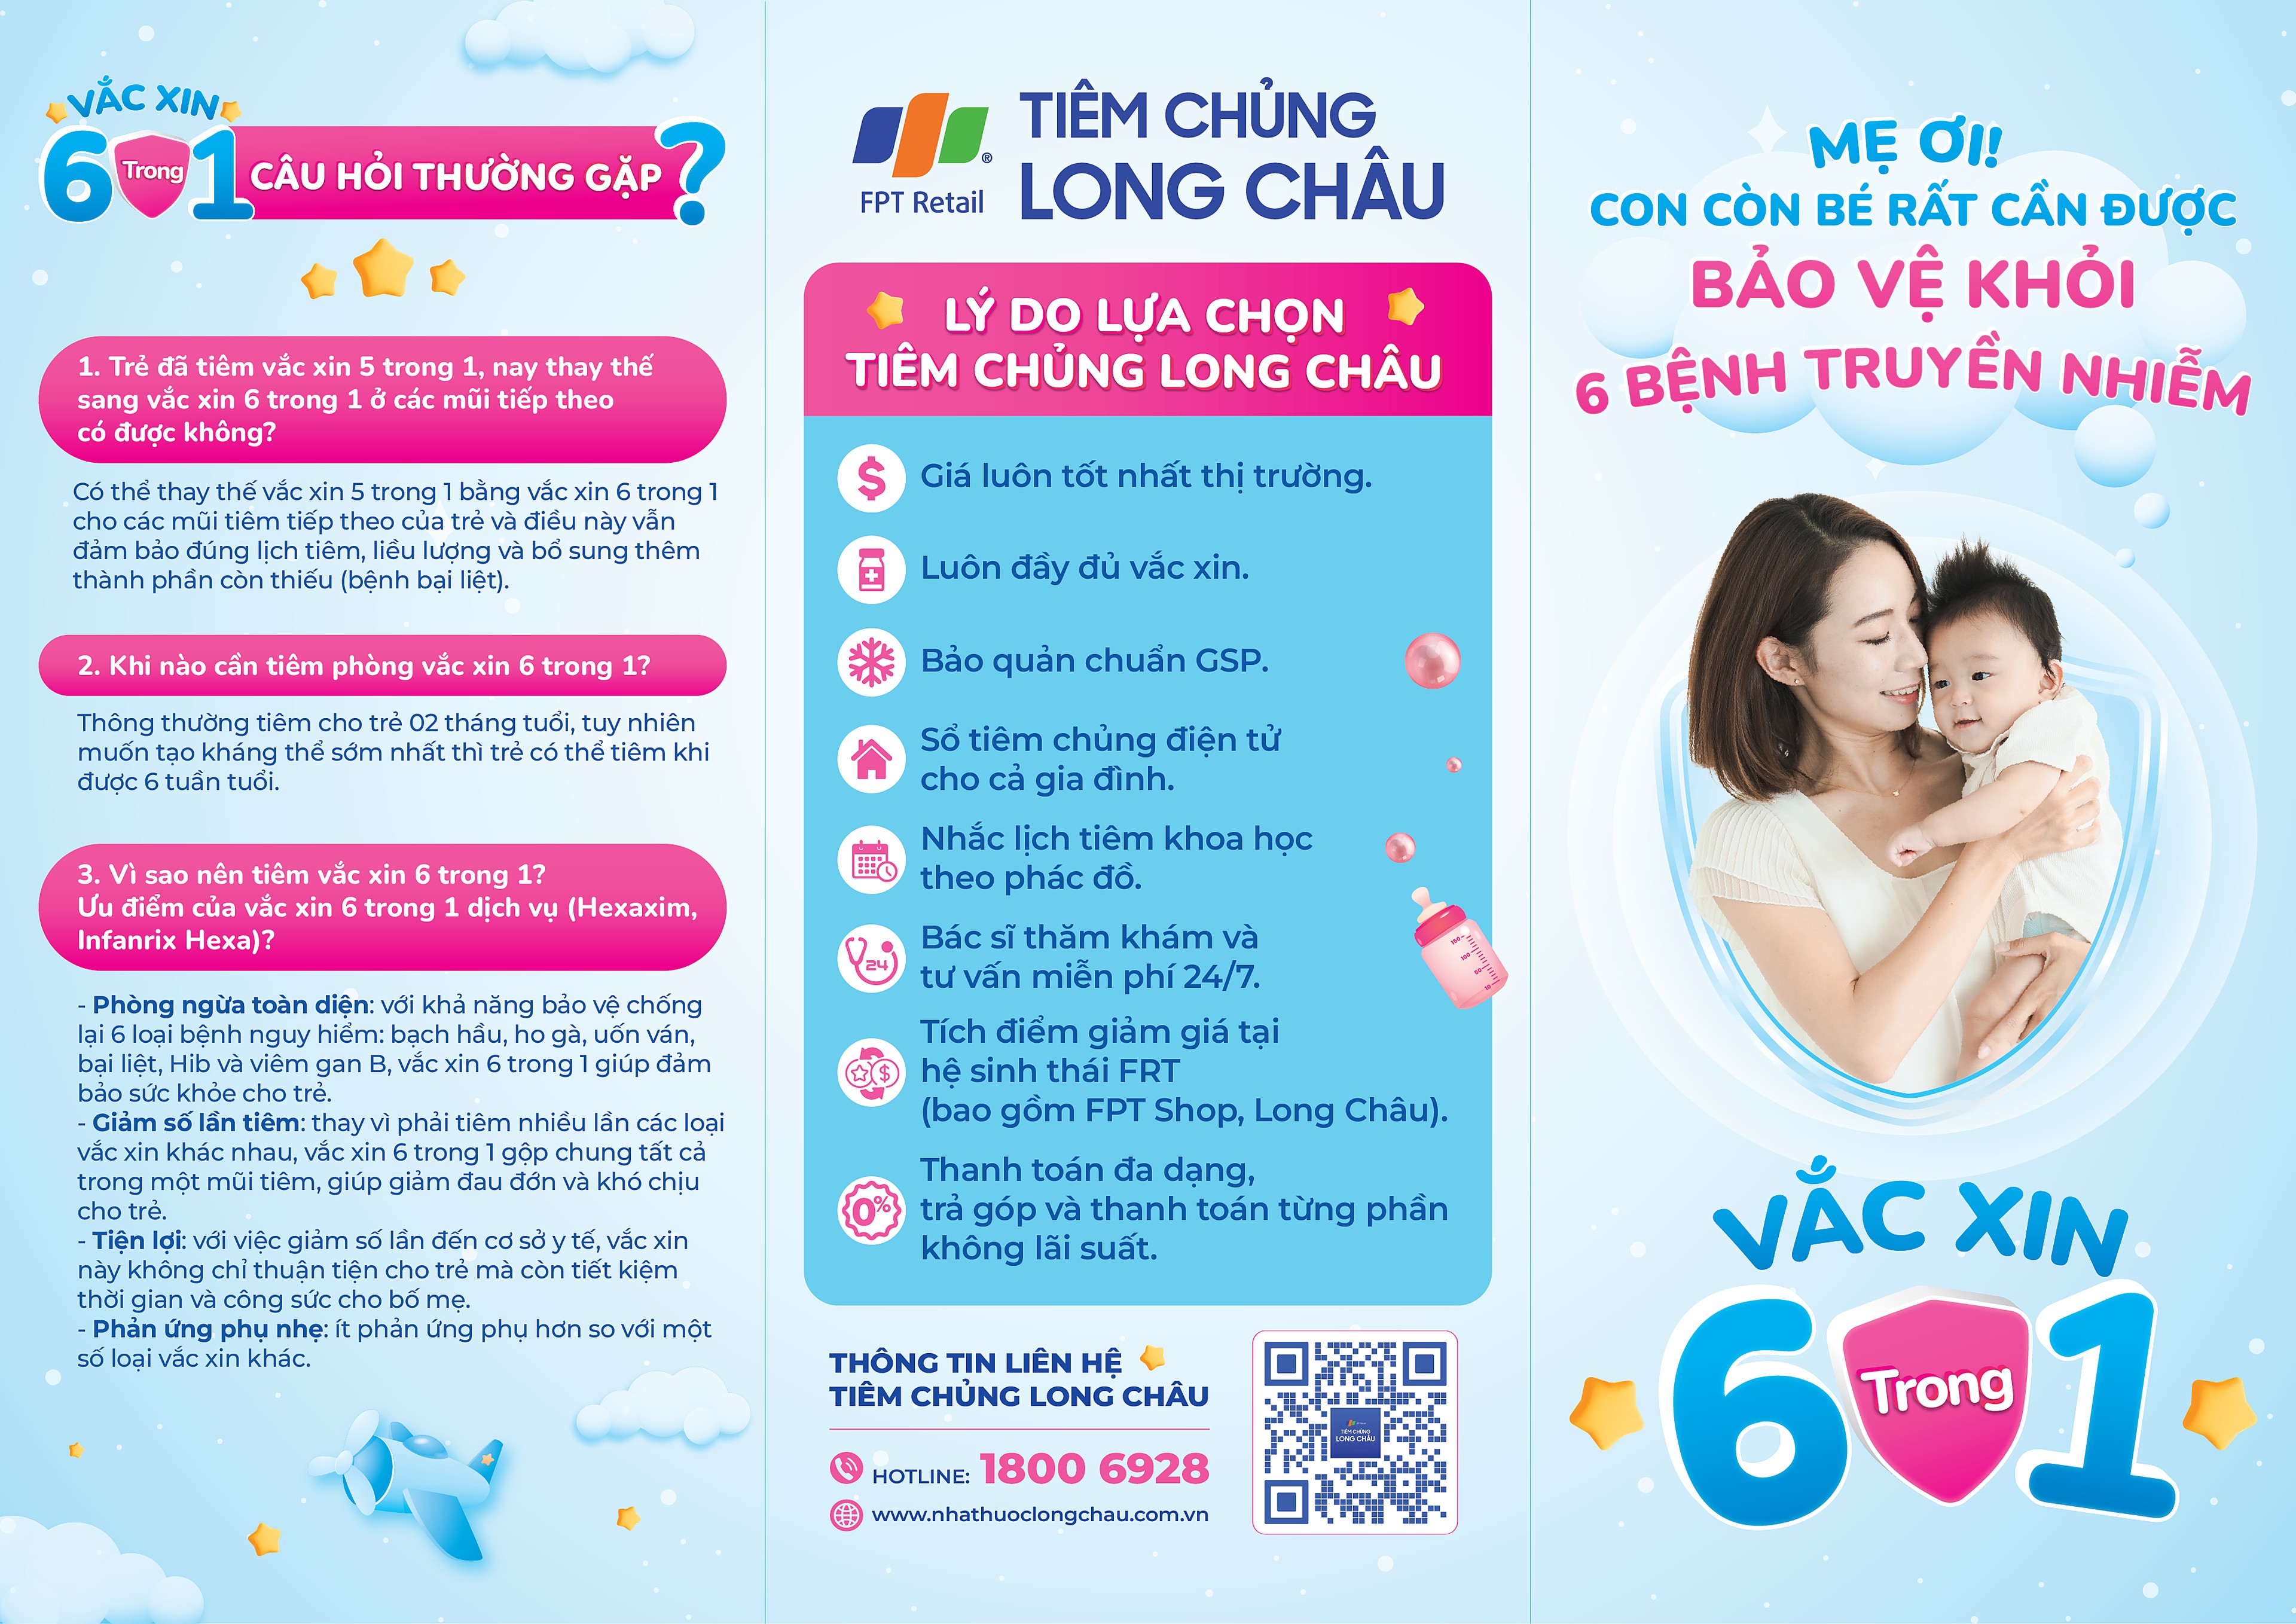 VẮC XIN
6 Trong 1 CÂU HỎI THƯỜNG GẶP ?
1. Trẻ đã tiêm vắc xin 5 trong 1, nay thay thế
sang vắc xin 6 trong 1 ở các mũi tiếp theo
có được không?
Có thể thay thế vắc xin 5 trong 1 bằng vắc xin 6 trong 1
cho các mũi tiêm tiếp theo của trẻ và điều này vẫn
đảm bảo đúng lịch tiêm, liều lượng và bổ sung thêm
thành phần còn thiếu (bệnh bại liệt).
2. Khi nào cần tiêm phòng vắc xin 6 trong 1?
Thông thường tiêm cho trẻ 02 tháng tuổi, tuy nhiên
muốn tạo kháng thể sớm nhất thì trẻ có thể tiêm khi
được 6 tuần tuổi.
3. Vì sao nên tiêm vắc xin 6 trong 1?
Ưu điểm của vắc xin 6 trong 1 dịch vụ (Hexaxim,
Infanrix Hexa)?
- Phòng ngừa toàn diện: với khả năng bảo vệ chống
lại 6 loại bệnh nguy hiểm: bạch hầu, ho gà, uốn ván,
bại liệt, Hib và viêm gan B, vắc xin 6 trong 1 giúp đảm
bảo sức khỏe cho trẻ.
- Giảm số lần tiêm: thay vì phải tiêm nhiều lần các loại
vắc xin khác nhau, vắc xin 6 trong 1 gộp chung tất cả
trong một mũi tiêm, giúp giảm đau đớn và khó chịu
cho trẻ.
- Tiện lợi: với việc giảm số lần đến cơ sở y tế, vắc xin
này không chỉ thuận tiện cho trẻ mà còn tiết kiệm
thời gian và công sức cho bố mẹ.
- Phản ứng phụ nhẹ: ít phản ứng phụ hơn so với một
số loại vắc xin khác.
®
FPT Retail
TIÊM CHỦNG
LONG CHÂU
LÝ DO LỰA CHỌN
TIÊM CHỦNG LONG CHÂU
$ Giá luôn tốt nhất thị trường.
Luôn đầy đủ vắc xin.
Bảo quản chuẩn GSP.
Sổ tiêm chủng điện tử
cho cả gia đình.
Nhắc lịch tiêm khoa học
theo phác đồ.
Bác sĩ thăm khám và
24
tư vấn miễn phí 24/7.
Tích điểm giảm giá tại
hệ sinh thái FRT
$
(bao gồm FPT Shop, Long Châu).
Thanh toán đa dạng,
0% trả góp và thanh toán từng phần
không lãi suất.
150
100
50
10
THÔNG TIN LIÊN HỆ
TIÊM CHỦNG LONG CHÂU
HOTLINE: 1800 6928
www.nhathuoclongchau.com.vn
TIÊM CHỦNG
LONG CHÂU
MẸ ƠI!
CON CÒN BÉ RẤT CẦN ĐƯỢC
BẢO VỆ KHỎI
6 BỆNH TRUYỀN NHIỄM
VẮC XIN
6 Trong 1